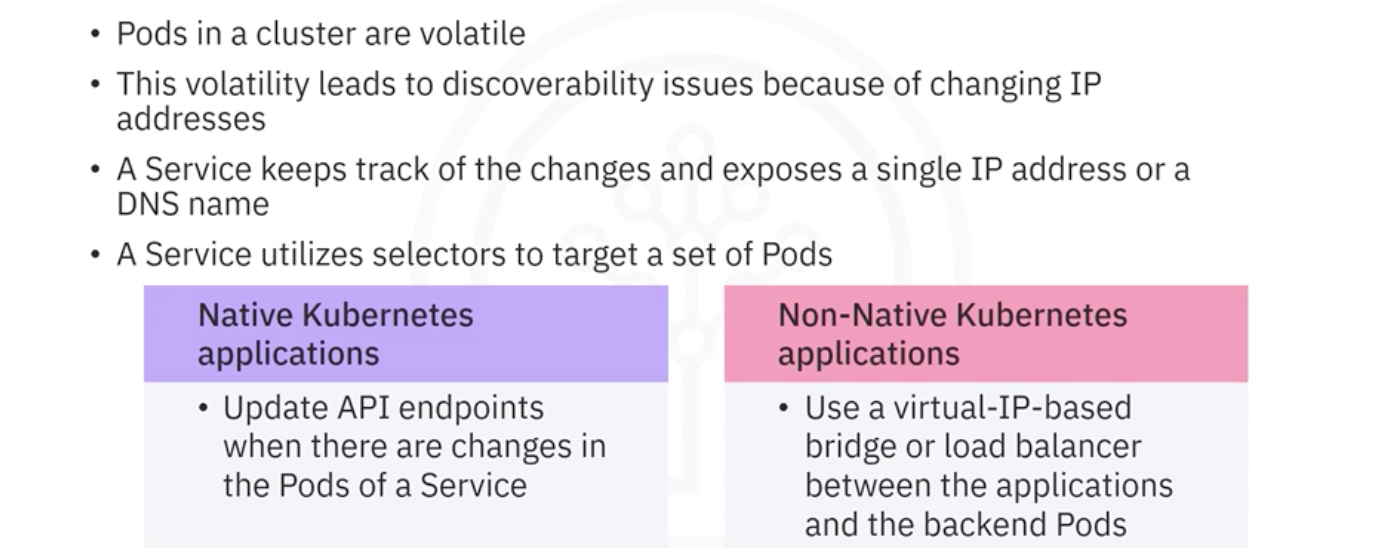 • Pods in a cluster are volatile
• This volatility leads to discoverability issues because of changing IP
addresses
• A Service keeps track of the changes and exposes a single IP address or a
DNS name
• A Service utilizes selectors to target a set of Pods
Native Kubernetes
applications
• Update API endpoints
when there are changes in
the Pods of a Service
Non-Native Kubernetes
applications
• Use a virtual-IP-based
bridge or load balancer
between the applications
and the backend Pods